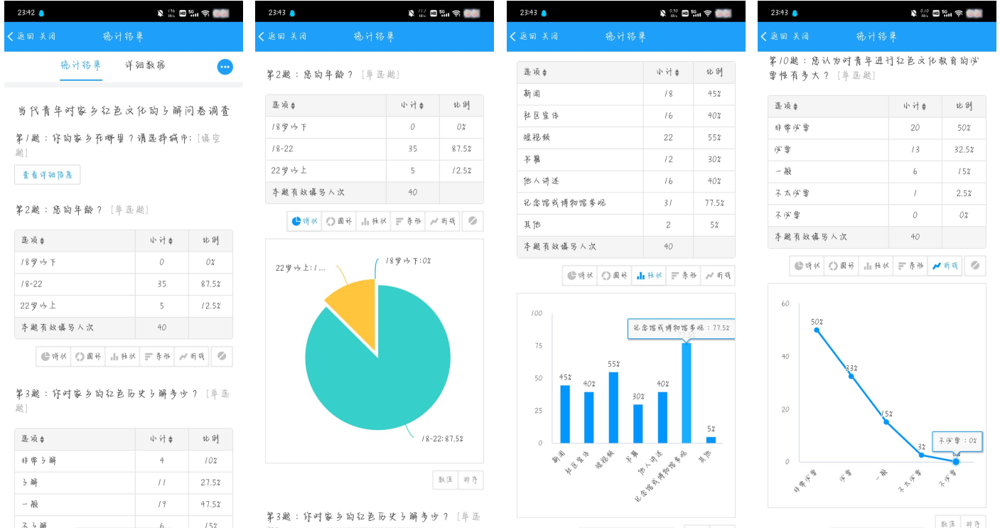 23:42
5G
返回 关闭 统计结果
统计结果 详细数据
当代青年对家乡红色文化的了解问卷调查
第1题：你的家乡在哪里？请选择城市: [填空
题]
查看详细信息
第2题：您的年龄？ [单选题]
选项 小计 比例
18岁以下 0 0%
18-22 35 87.5%
22岁以上 5 12.5%
本题有效填写人次 40
饼状 圆环 柱状 条形 折线
第3题：你对家乡的红色历史了解多少？ [单选
题]
选项 小计 比例
非常了解 4 10%
了解 11 27.5%
一般 19 47.5%
不了解 6 15%
23:43
5G
返回 关闭 统计结果
第2题：您的年龄？ [单选题]
选项 小计 比例
18岁以下 0 0%
18-22 35 87.5%
22岁以上 5 12.5%
本题有效填写人次 40
饼状 圆环 柱状 条形 折线
18岁以下:0%
22岁以上:1...
18-22:87.5%
数值 排序
第3题：你对家乡的红色历史了解多少？ [单选
23:43
5G
返回 关闭 统计结果
选项 小计 比例
新闻 18 45%
社区宣传 16 40%
短视频 22 55%
书籍 12 30%
他人讲述 16 40%
纪念馆或博物馆参观 31 77.5%
其他 2 5%
本题有效填写人次 40
饼状 圆环 柱状 条形 折线
100
纪念馆或博物馆参观：77.5%
75
55%
50
45%
40%
40%
30%
25
5%
0
新闻
社区宣传
短视频
书籍
他人讲述
纪念馆或博物馆参观
其他
23:43
5G
返回 关闭 统计结果
第10题：您认为对青年进行红色文化教育的必
要性有多大？ [单选题]
选项 小计 比例
非常必要 20 50%
必要 13 32.5%
一般 6 15%
不太必要 1 2.5%
不必要 0 0%
本题有效填写人次 40
饼状 圆环 柱状 条形 折线
60
50%
40
33%
20
15%
3%
不必要：0%
0
非常必要
必要
一般
不太必要
不必要
数值 排序